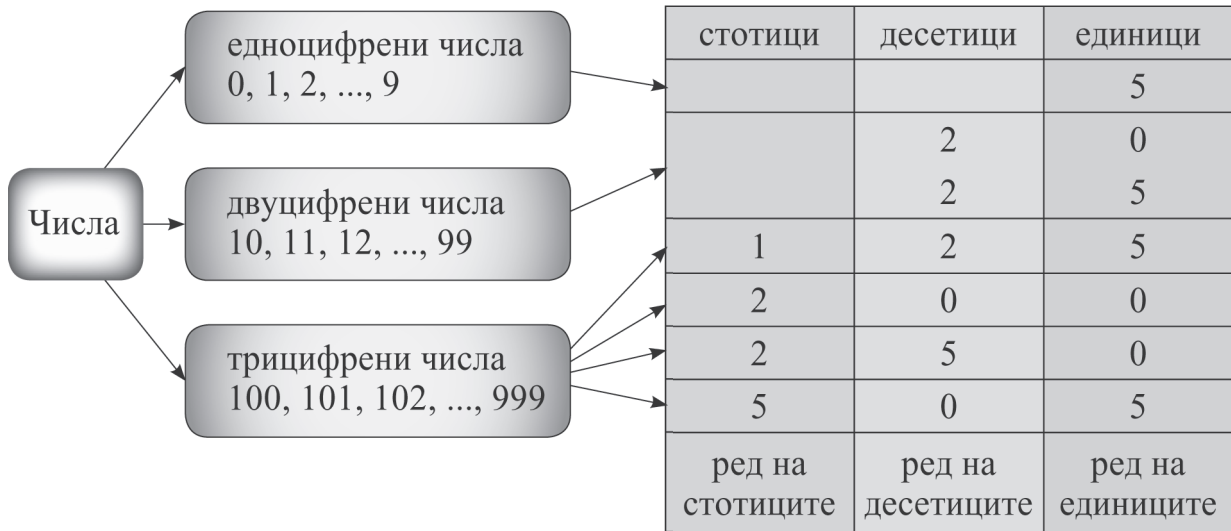 Числа
едноцифрени числа
0, 1, 2, ..., 9
двуцифрени числа
10, 11, 12, ..., 99
трицифрени числа
100, 101, 102, ..., 999
стотици десетици единици
5
2 0
2 5
1 2 5
2 0 0
2 5 0
5 0 5
ред на ред на ред на
стотиците десетиците единиците